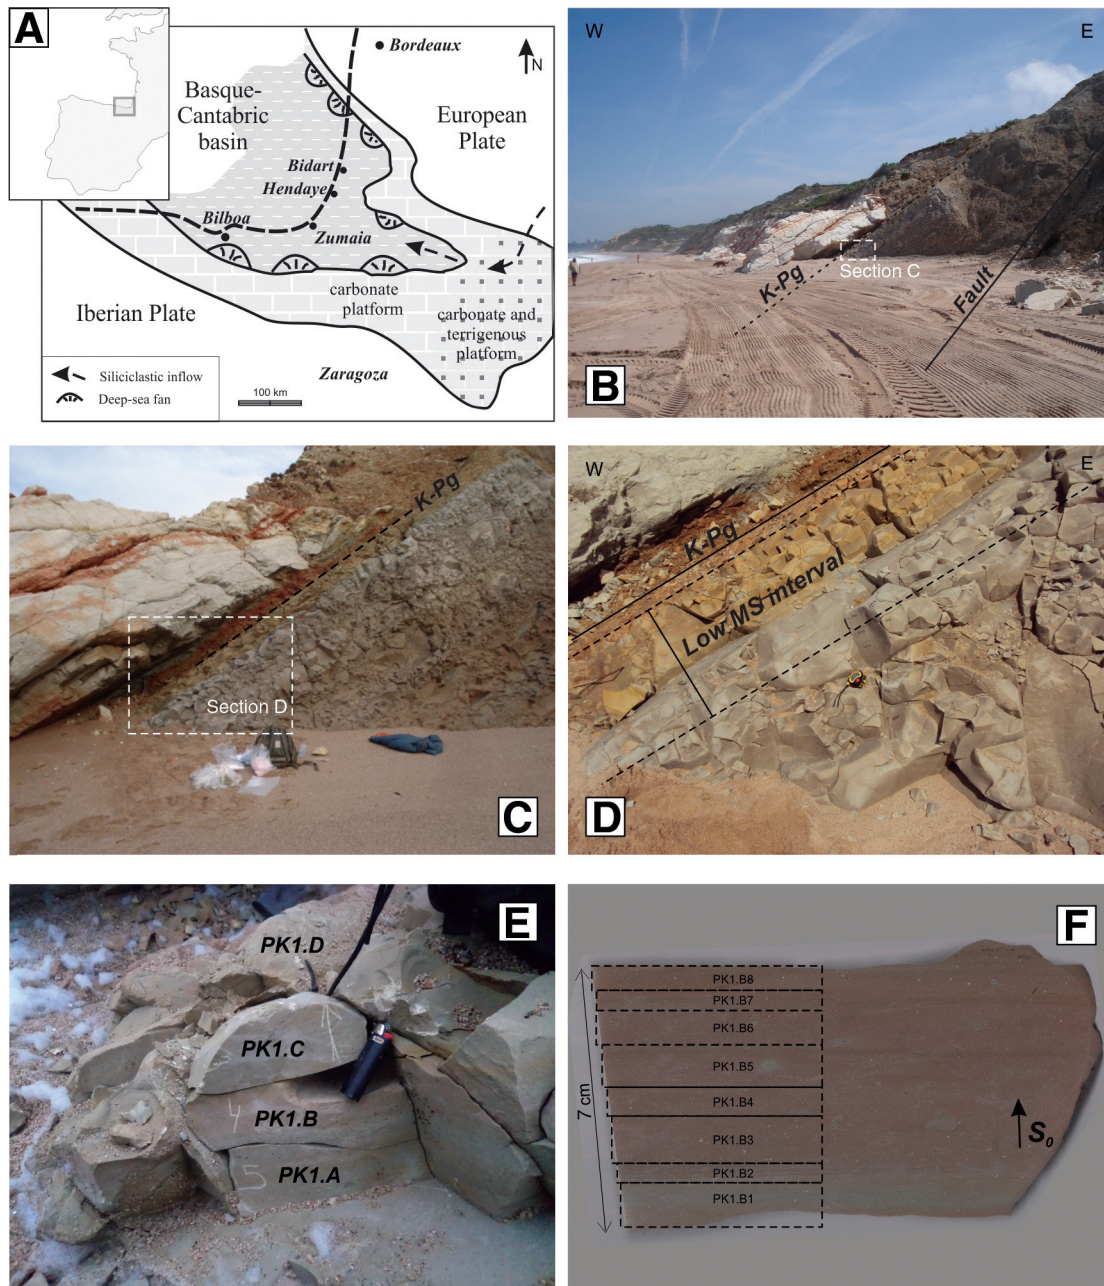 A
Bordeaux
N
Basque-
Cantabric
basin
European
Plate
Bidart
Hendaye
Bilboa
Zumaia
carbonate
platform
Iberian Plate
carbonate and
terrigenous
platform
Siliciclastic inflow
Deep-sea fan
100 km
Zaragoza
W
E
Section C
K-Pg
Fault
B
K-Pg
Section D
C
W
E
K-Pg
Low MS interval
D
E
PK1.D
PK1.C
4
PK1.B
5
PK1.A
F
PK1.B8
PK1.B7
PK1.B6
PK1.B5
PK1.B4
PK1.B3
PK1.B2
PK1.B1
7 cm
S₀